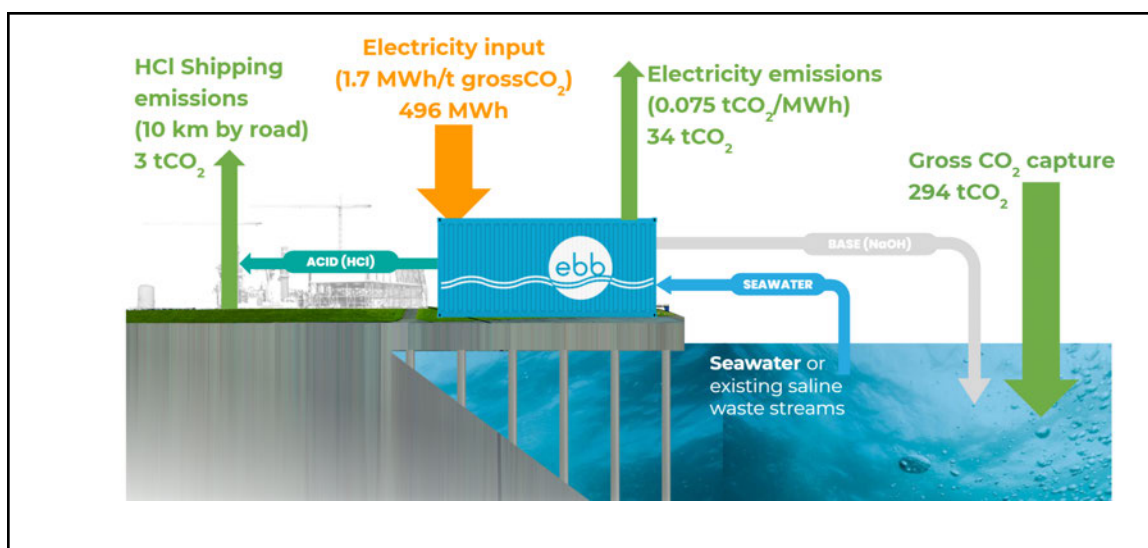 HCl Shipping
emissions
(10 km by road)
3 tCO₂
Electricity input
(1.7 MWh/t grossCO₂)
496 MWh
Electricity emissions
(0.075 tCO₂/MWh)
34 tCO₂
Gross CO₂ capture
294 tCO₂
ACID (HCl)
ebb
BASE (NaOH)
SEAWATER
Seawater or
existing saline
waste streams